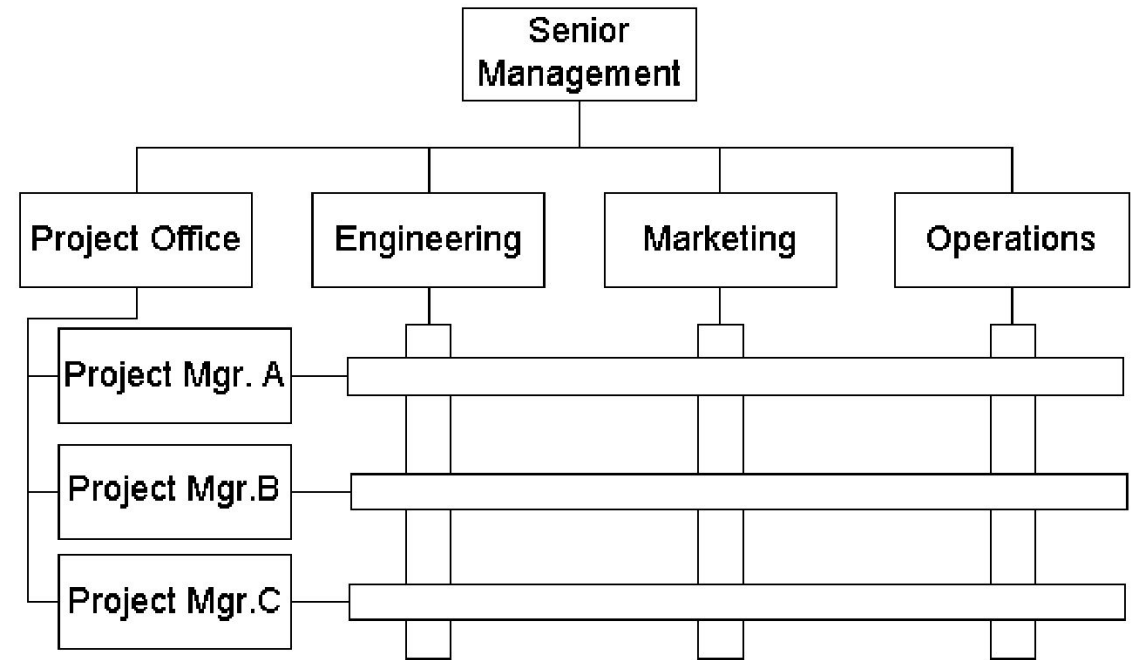 Senior
Management
Project Office
Engineering
Marketing
Operations
Project Mgr. A
Project Mgr.B
Project Mgr.C